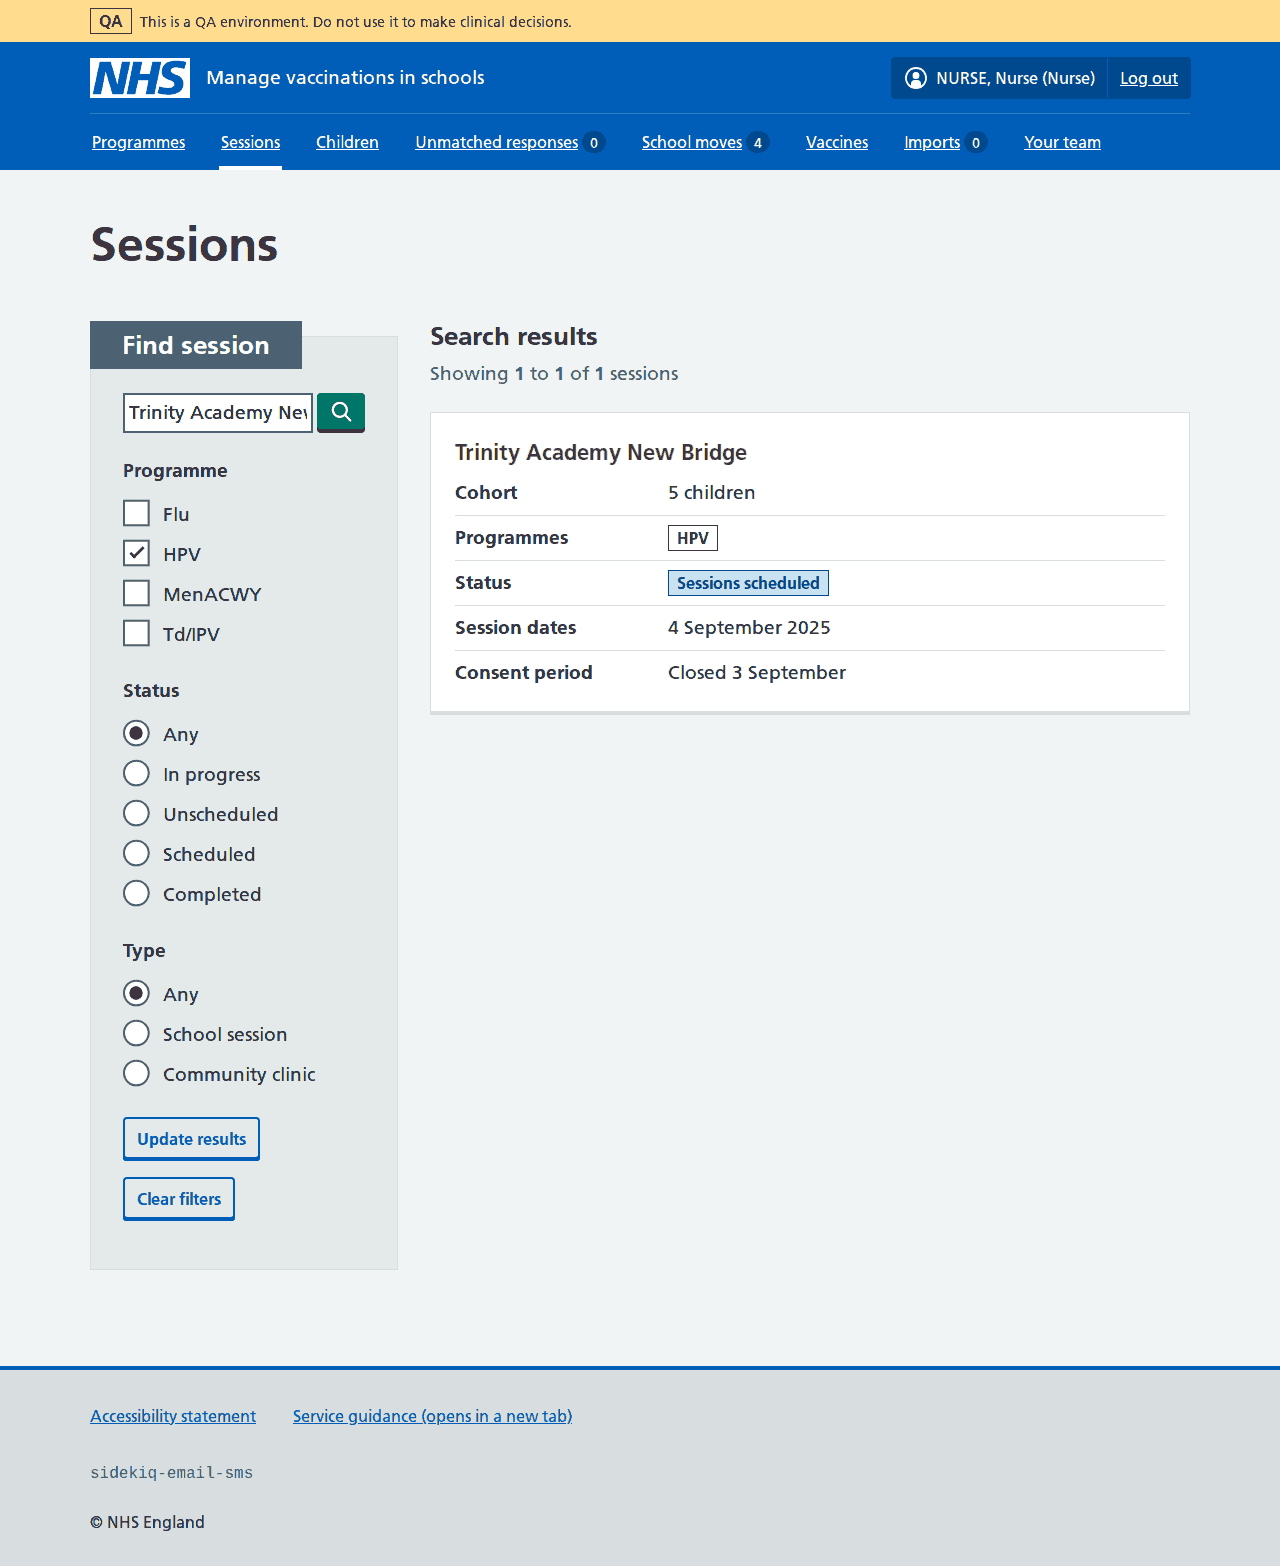 QA This is a QA environment. Do not use it to make clinical decisions.
NHS Manage vaccinations in schools NURSE, Nurse (Nurse) Log out
Programmes Sessions Children Unmatched responses 0 School moves 4 Vaccines Imports 0 Your team
Sessions
Find session
Trinity Academy New
Programme
Flu
HPV
MenACWY
Td/IPV
Status
Any
In progress
Unscheduled
Scheduled
Completed
Type
Any
School session
Community clinic
Update results
Clear filters
Search results
Showing 1 to 1 of 1 sessions
Trinity Academy New Bridge
Cohort 5 children
Programmes HPV
Status Sessions scheduled
Session dates 4 September 2025
Consent period Closed 3 September
Accessibility statement Service guidance (opens in a new tab)
sidekiq-email-sms
© NHS England